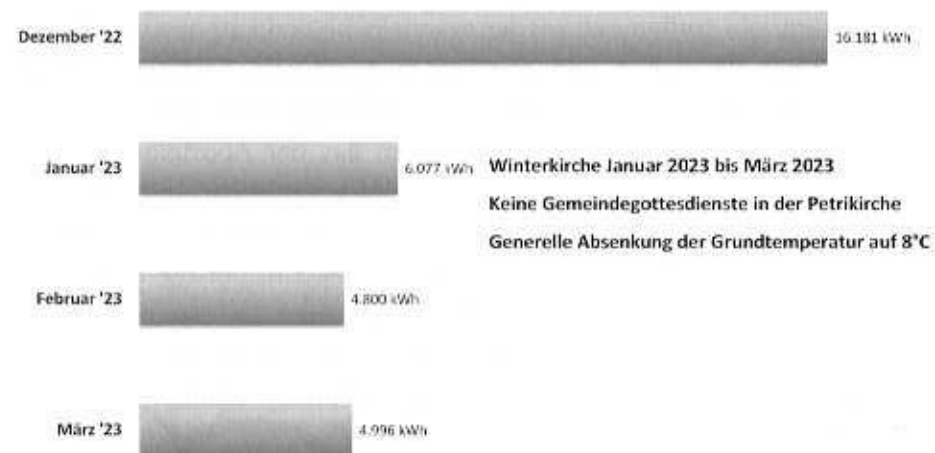 Dezember '22
16.181 kWh
Januar '23
6.077 kWh
Winterkirche Januar 2023 bis März 2023
Keine Gemeindegottesdienste in der Petrikirche
Generelle Absenkung der Grundtemperatur auf 8°C
Februar '23
4.800 kWh
März '23
4.996 kWh